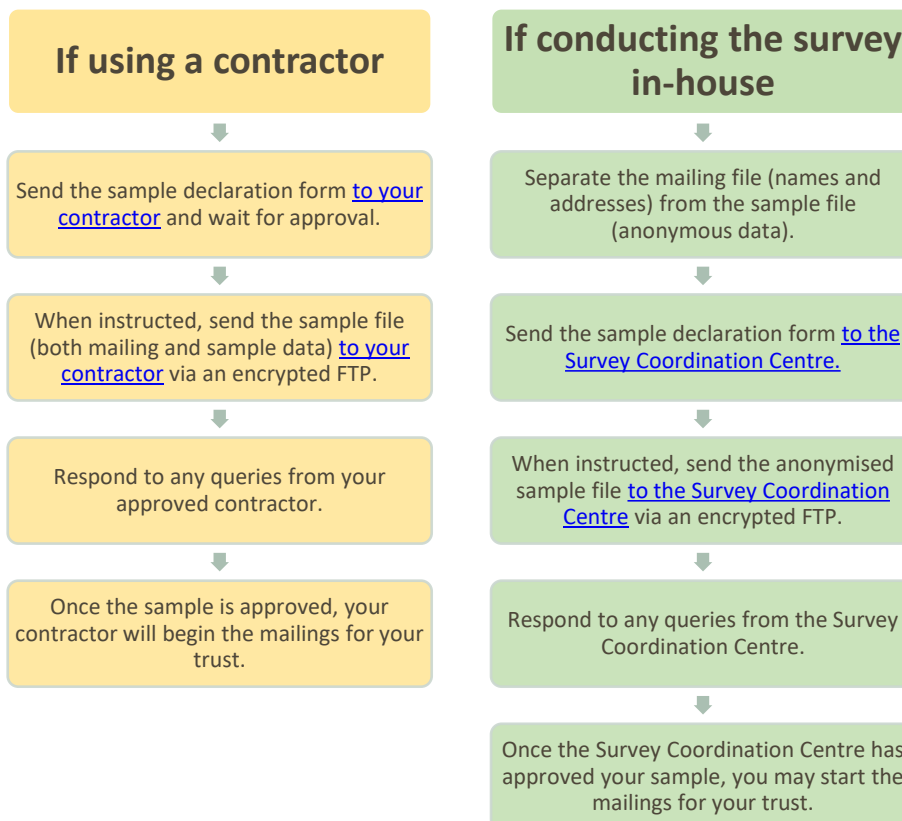 If using a contractor
Send the sample declaration form to your
contractor and wait for approval.
When instructed, send the sample file
(both mailing and sample data) to your
contractor via an encrypted FTP.
Respond to any queries from your
approved contractor.
Once the sample is approved, your
contractor will begin the mailings for your
trust.
If conducting the survey
in-house
Separate the mailing file (names and
addresses) from the sample file
(anonymous data).
Send the sample declaration form to the
Survey Coordination Centre.
When instructed, send the anonymised
sample file to the Survey Coordination
Centre via an encrypted FTP.
Respond to any queries from the Survey
Coordination Centre.
Once the Survey Coordination Centre has
approved your sample, you may start the
mailings for your trust.